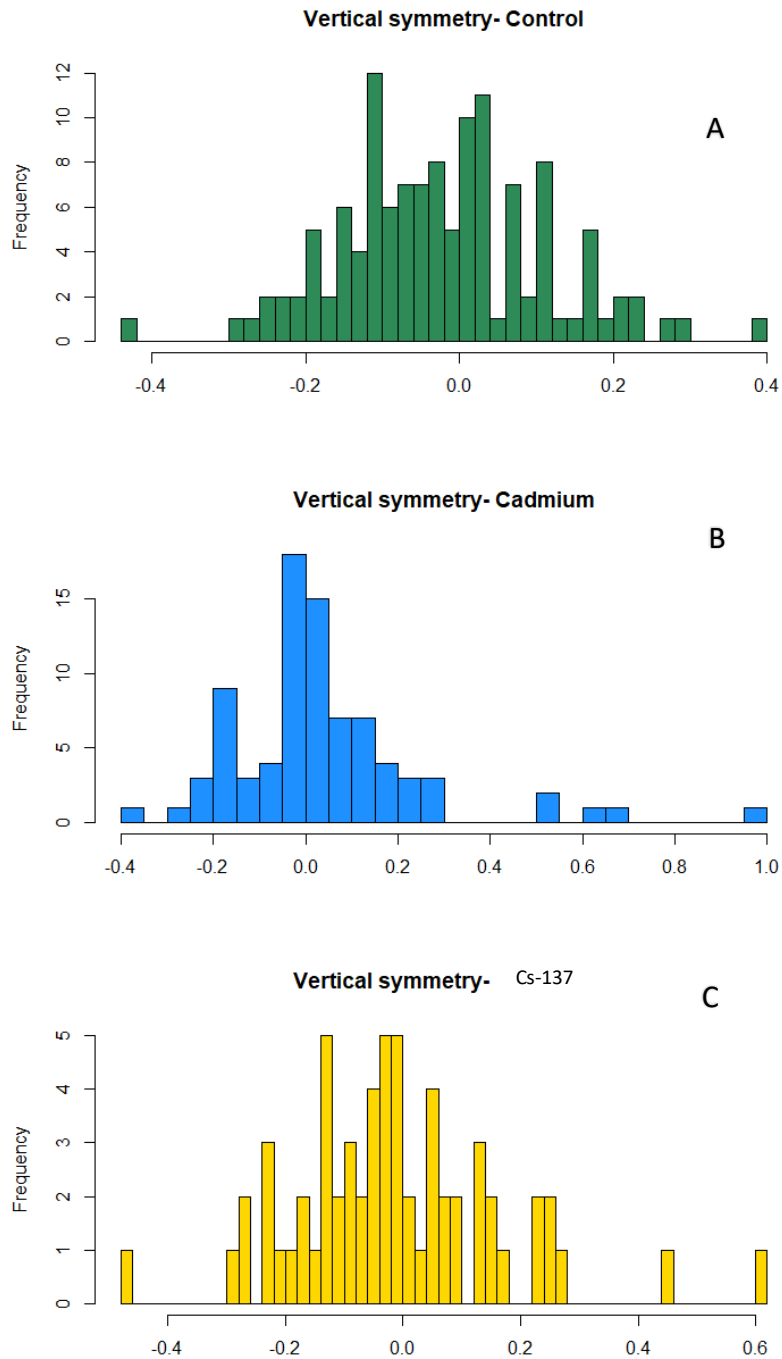 Vertical symmetry- Control
A
Frequency
0 2 4 6 8 10 12
-0.4 -0.2 0.0 0.2 0.4
Vertical symmetry- Cadmium
B
Frequency
0 5 10 15
-0.4 -0.2 0.0 0.2 0.4 0.6 0.8 1.0
Vertical symmetry- Cs-137
C
Frequency
0 1 2 3 4 5
-0.4 -0.2 0.0 0.2 0.4 0.6